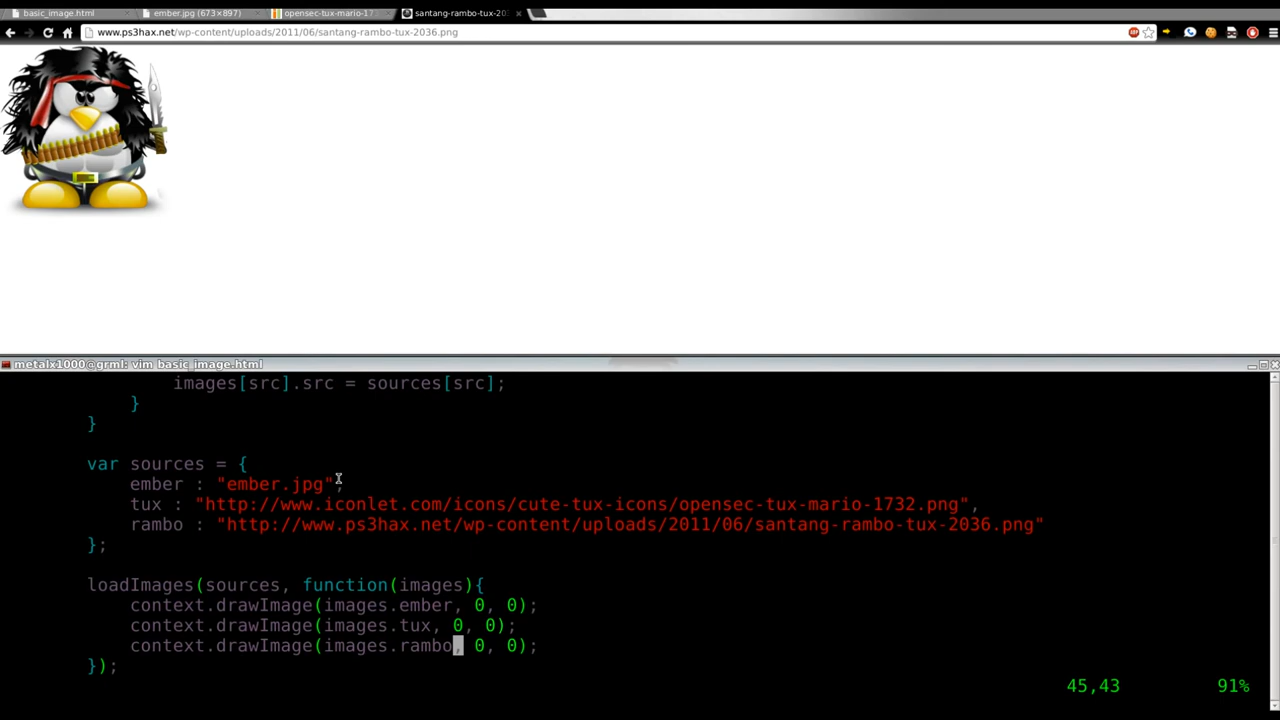 basic_image.html
ember.jpg (673×897)
opensec-tux-mario-17
santang-rambo-tux-20
www.ps3hax.net/wp-content/uploads/2011/06/santang-rambo-tux-2036.png
metalx1000@grml: vim basic_image.html
images[src].src = sources[src];
}
}
var sources = {
ember : "ember.jpg",
tux : "http://www.iconlet.com/icons/cute-tux-icons/opensec-tux-mario-1732.png",
rambo : "http://www.ps3hax.net/wp-content/uploads/2011/06/santang-rambo-tux-2036.png"
};
loadImages(sources, function(images){
context.drawImage(images.ember, 0, 0);
context.drawImage(images.tux, 0, 0);
context.drawImage(images.rambo, 0, 0);
});
45,43 91%